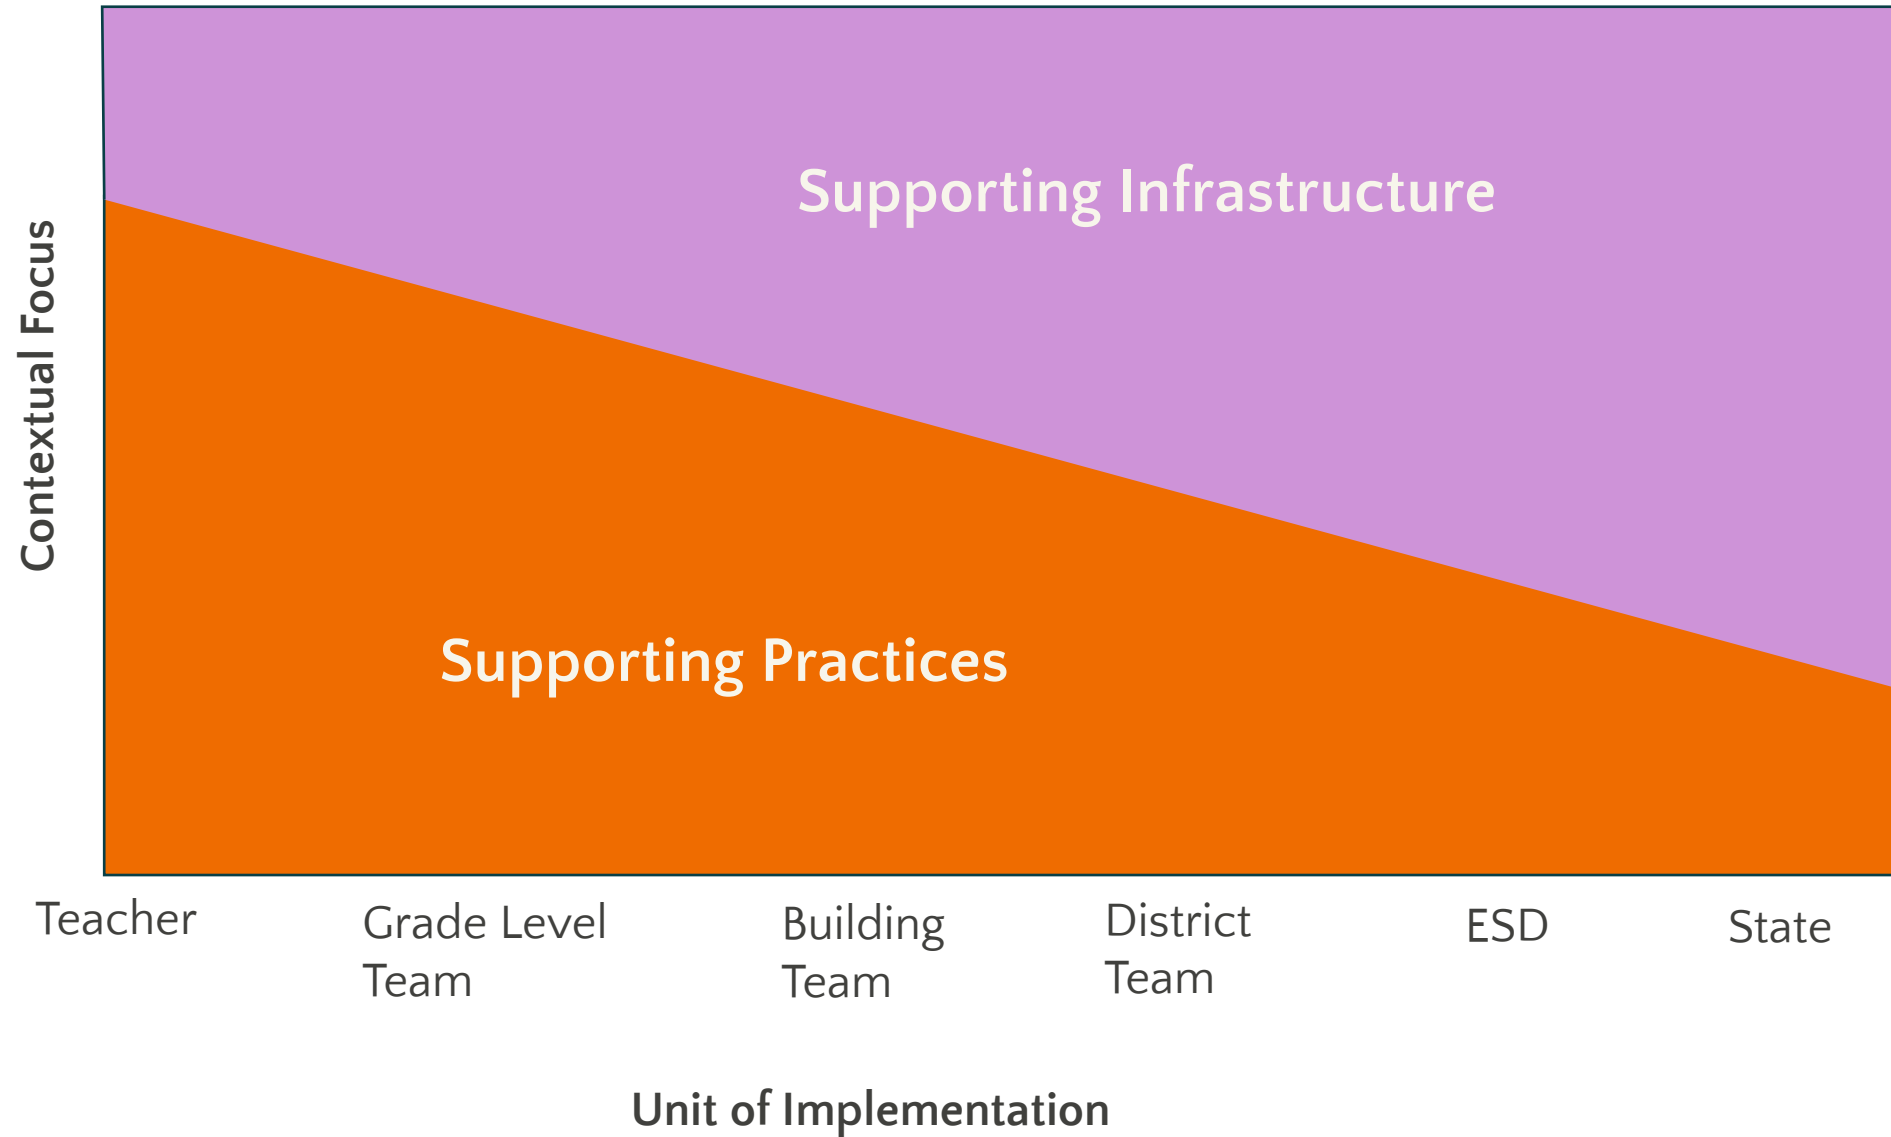 Contextual Focus
Supporting Infrastructure
Supporting Practices
Teacher
Grade Level
Team
Building
Team
District
Team
ESD
State
Unit of Implementation